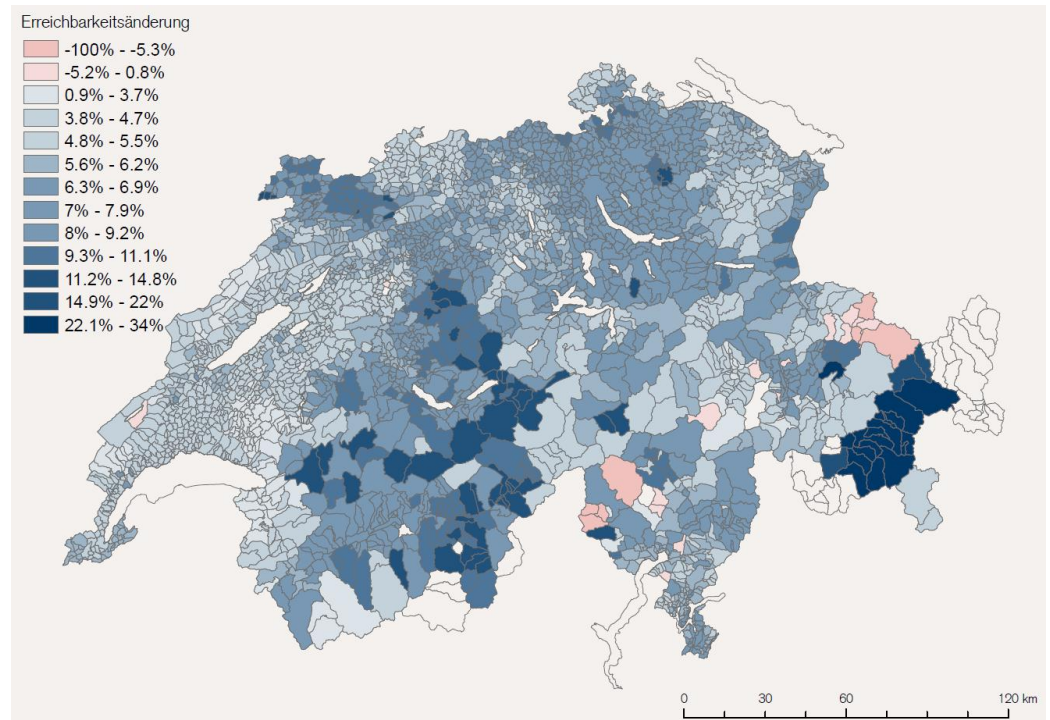 Erreichbarkeitsänderung
-100% - -5.3%
-5.2% - 0.8%
0.9% - 3.7%
3.8% - 4.7%
4.8% - 5.5%
5.6% - 6.2%
6.3% - 6.9%
7% - 7.9%
8% - 9.2%
9.3% - 11.1%
11.2% - 14.8%
14.9% - 22%
22.1% - 34%
0 30 60 120 km